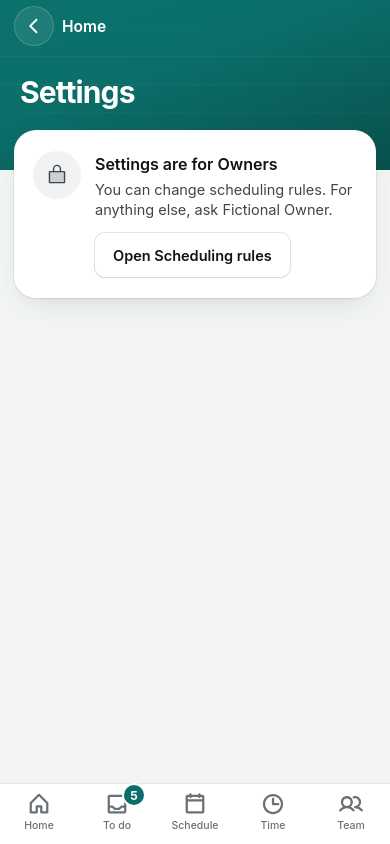 Home
Settings
Settings are for Owners
You can change scheduling rules. For
anything else, ask Fictional Owner.
Open Scheduling rules
5
Home
To do
Schedule
Time
Team